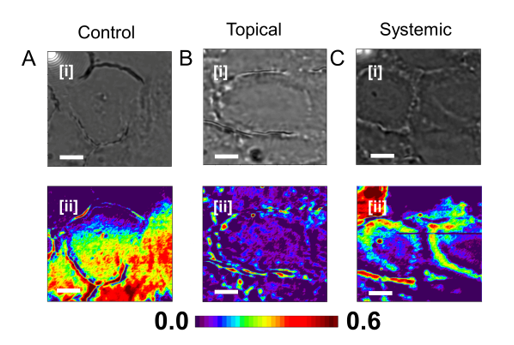 Control Topical Systemic
A B C
[i] [i] [i]
[ii] [ii] [ii]
0.0 0.6